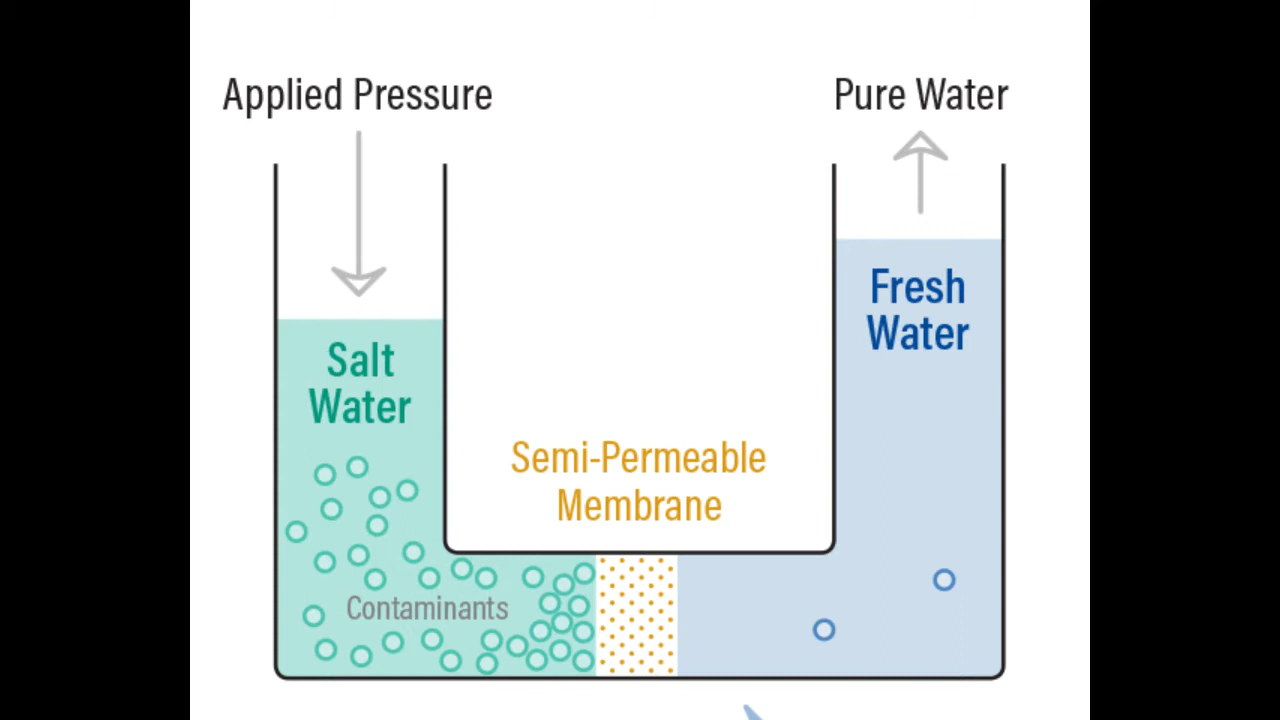 Applied Pressure
Pure Water
Fresh
Water
Salt
Water
Semi-Permeable
Membrane
Contaminants